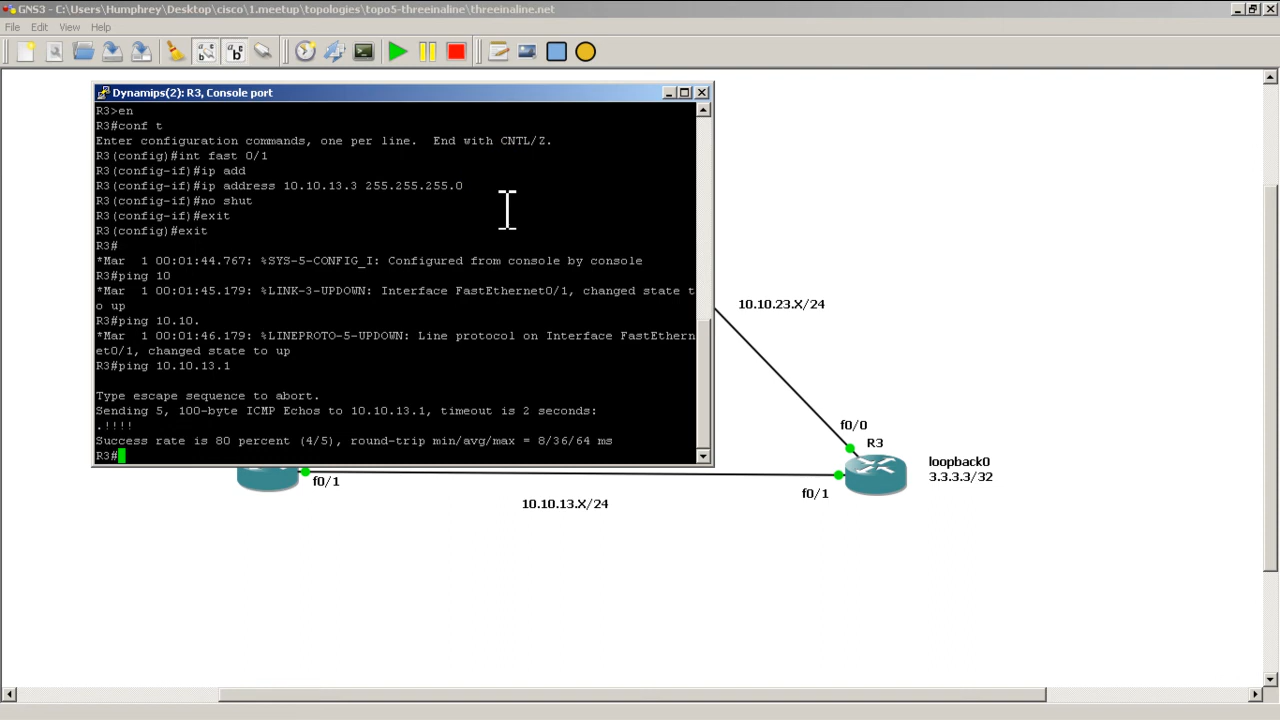 GNS3 - C:\Users\Humphrey\Desktop\cisco\1.meetup\topologies\topo5-threeinaline\threeinaline.net
File Edit View Help
Dynamips(2): R3, Console port
R3>en
R3#conf t
Enter configuration commands, one per line.  End with CNTL/Z.
R3(config)#int fast 0/1
R3(config-if)#ip add
R3(config-if)#ip address 10.10.13.3 255.255.255.0
R3(config-if)#no shut
R3(config-if)#exit
R3(config)#exit
R3#
*Mar  1 00:01:44.767: %SYS-5-CONFIG_I: Configured from console by console
R3#ping 10
*Mar  1 00:01:45.179: %LINK-3-UPDOWN: Interface FastEthernet0/1, changed state t
o up
R3#ping 10.10.
*Mar  1 00:01:46.179: %LINEPROTO-5-UPDOWN: Line protocol on Interface FastEthern
et0/1, changed state to up
R3#ping 10.10.13.1
Type escape sequence to abort.
Sending 5, 100-byte ICMP Echos to 10.10.13.1, timeout is 2 seconds:
.!!!!
Success rate is 80 percent (4/5), round-trip min/avg/max = 8/36/64 ms
R3#
10.10.23.X/24
f0/0
R3
loopback0
3.3.3.3/32
f0/1
f0/1
10.10.13.X/24